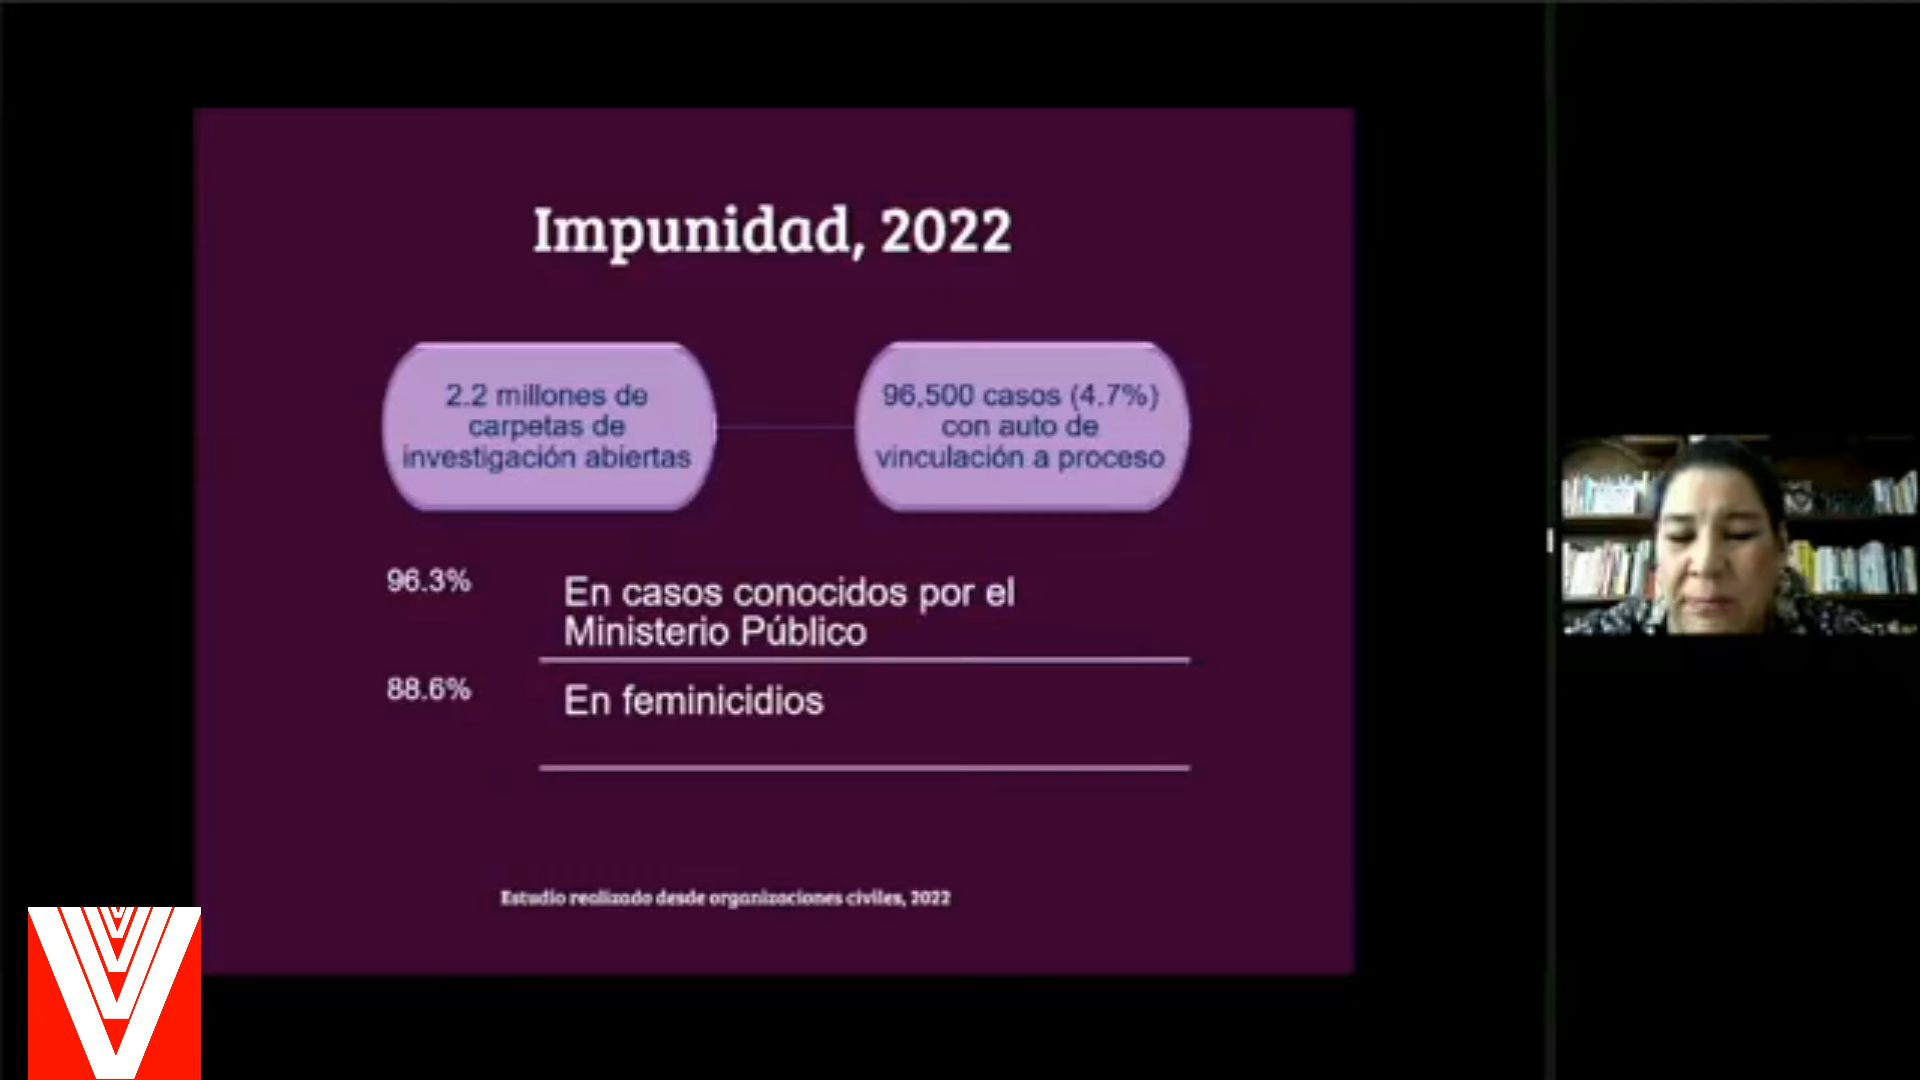 Impunidad, 2022
2.2 millones de
carpetas de
investigación abiertas
96,500 casos (4.7%)
con auto de
vinculación a proceso
96.3%
En casos conocidos por el
Ministerio Público
88.6%
En feminicidios
Estudio realizado desde organizaciones civiles, 2022